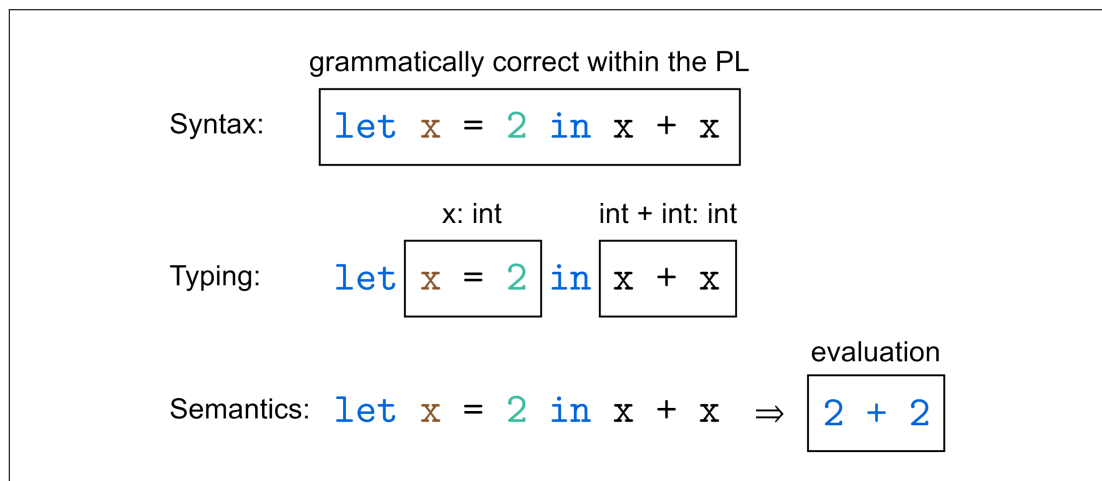 grammatically correct within the PL
Syntax: let x = 2 in x + x
x: int int + int: int
Typing: let x = 2 in x + x
evaluation
Semantics: let x = 2 in x + x ⇒ 2 + 2